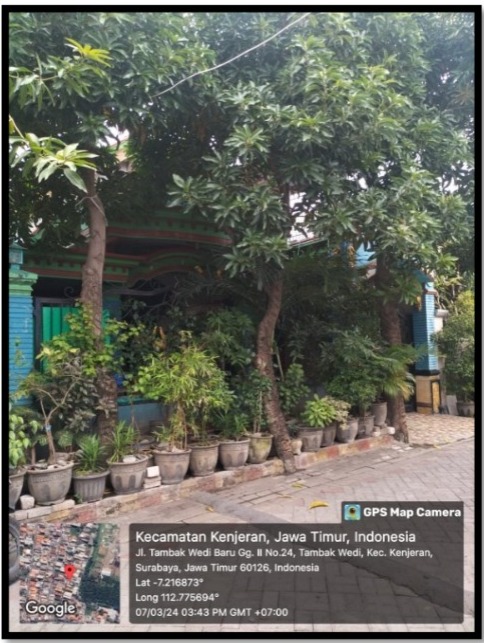 GPS Map Camera
Kecamatan Kenjeran, Jawa Timur, Indonesia
Jl. Tambak Wedi Baru Gg. II No.24, Tambak Wedi, Kec. Kenjeran,
Surabaya, Jawa Timur 60126, Indonesia
Lat -7.216873°
Long 112.775694°
07/03/24 03:43 PM GMT +07:00
Google